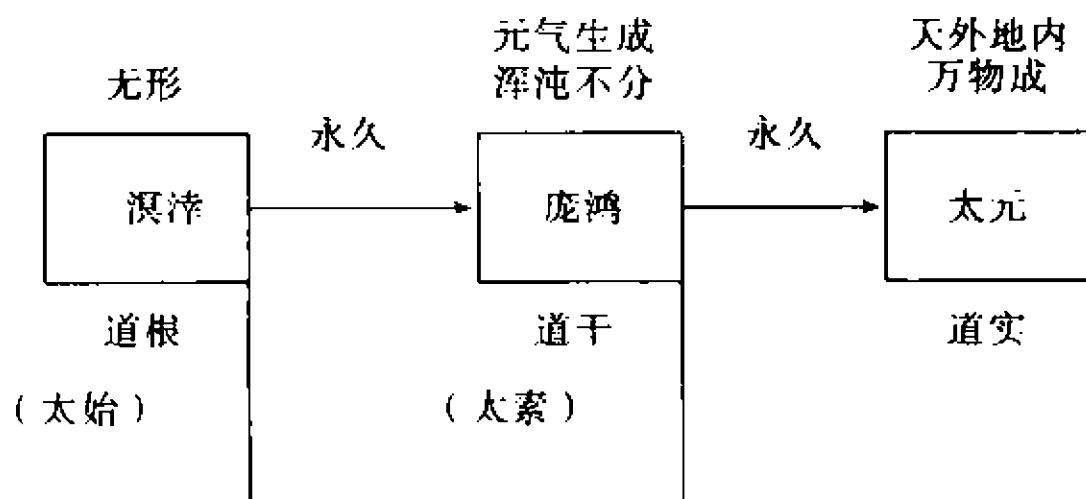 无形
元气生成
浑沌不分
天外地内
万物成
永久
永久
溟涬
庞鸿
太元
道根
道干
道实
（太始）
（太素）